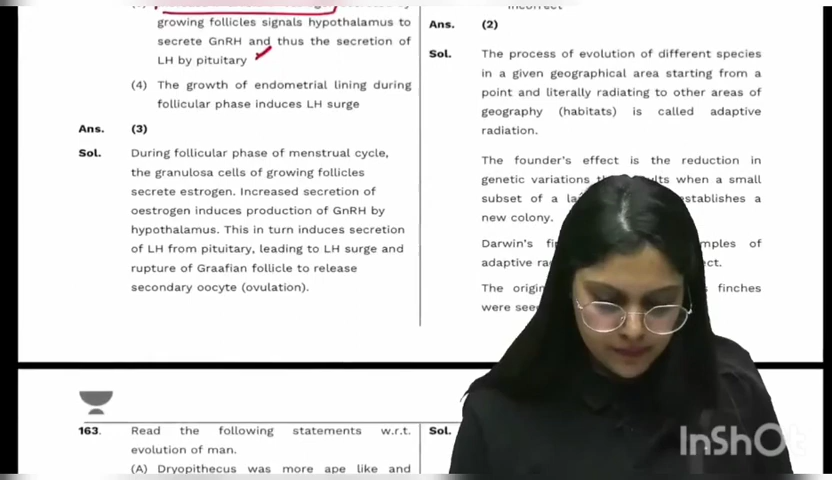 growing follicles signals hypothalamus to
secrete GnRH and thus the secretion of
LH by pituitary
(4) The growth of endometrial lining during
follicular phase induces LH surge
Ans. (3)
Sol. During follicular phase of menstrual cycle,
the granulosa cells of growing follicles
secrete estrogen. Increased secretion of
oestrogen induces production of GnRH by
hypothalamus. This in turn induces secretion
of LH from pituitary, leading to LH surge and
rupture of Graafian follicle to release
secondary oocyte (ovulation).
163. Read the following statements w.r.t.
evolution of man.
(A) Dryopithecus was more ape like and
incorrect
Ans. (2)
Sol. The process of evolution of different species
in a given geographical area starting from a
point and literally radiating to other areas of
geography (habitats) is called adaptive
radiation.
The founder's effect is the reduction in
genetic variations when a small
subset of a establishes a
new colony.
Darwin's
adaptive
The finches
were
Sol.
InShOt